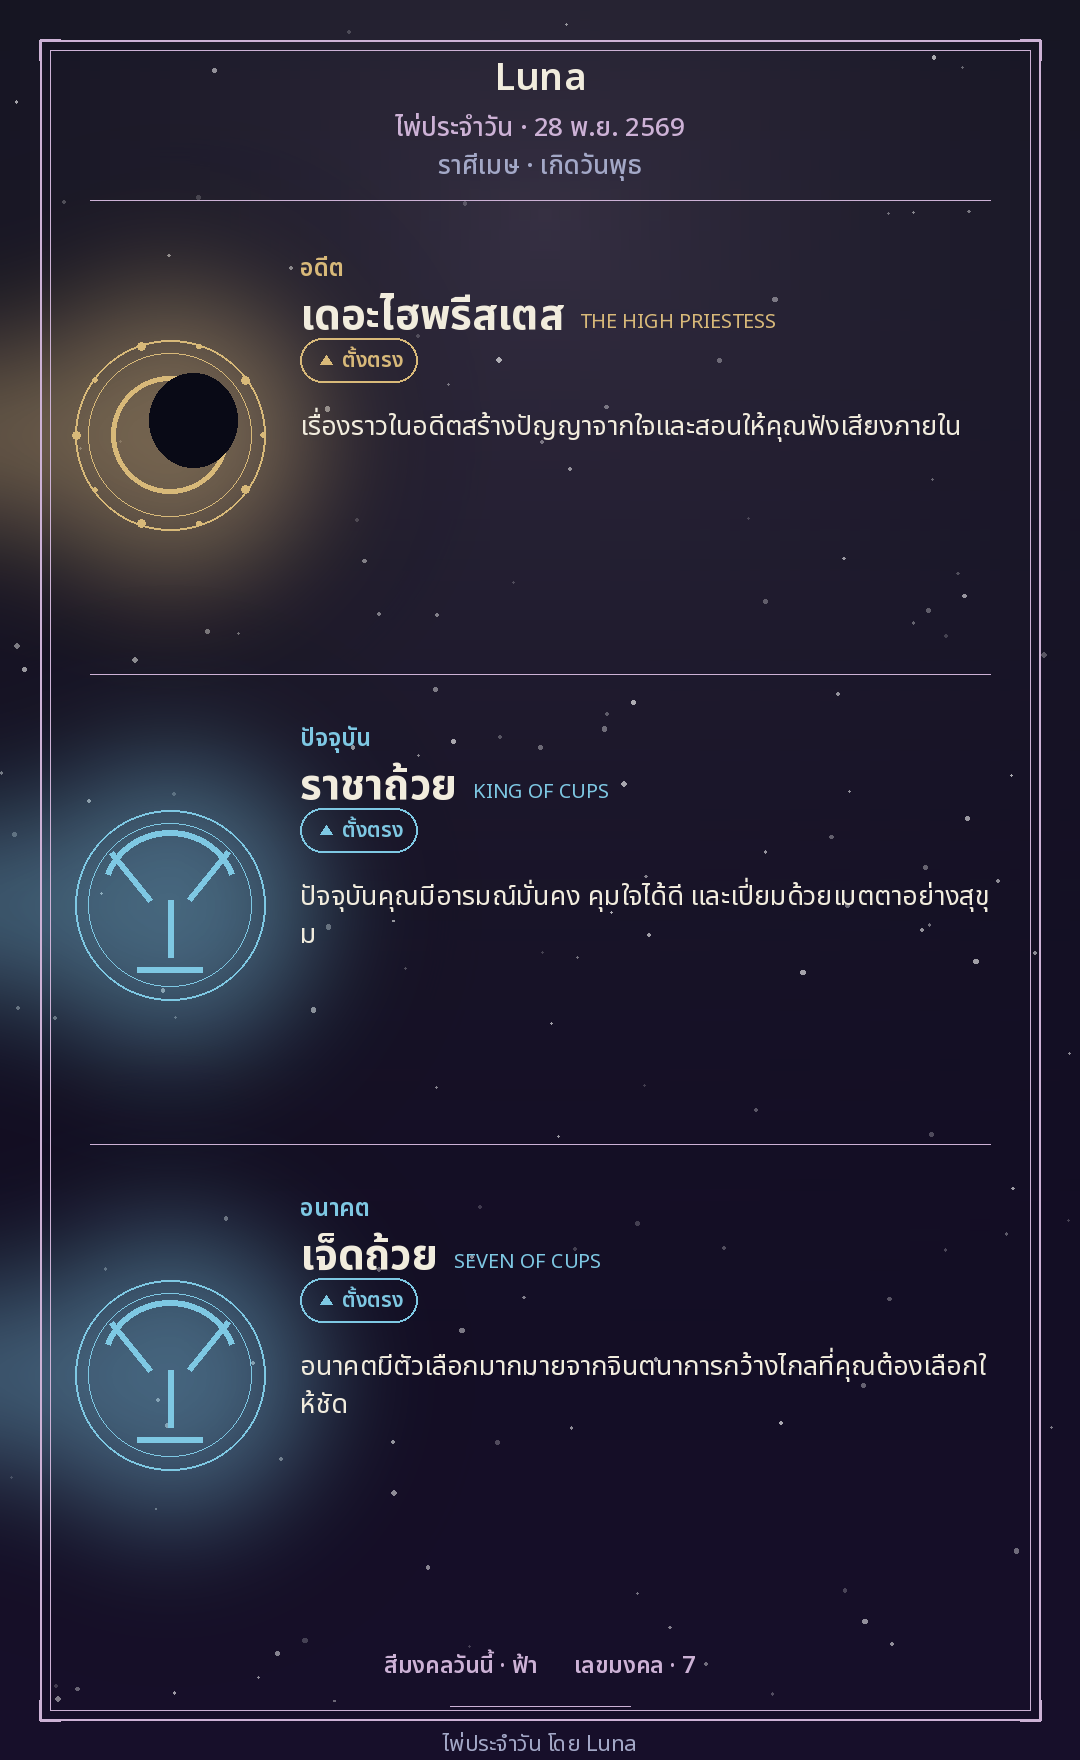 Luna
ไพ่ประจำวัน · 28 พ.ย. 2569
ราศีเมษ · เกิดวันพุธ
อดีต
เดอะไฮพรีสเตส THE HIGH PRIESTESS
▲ ตั้งตรง
เรื่องราวในอดีตสร้างปัญญาจากใจและสอนให้คุณฟังเสียงภายใน
ปัจจุบัน
ราชาถ้วย KING OF CUPS
▲ ตั้งตรง
ปัจจุบันคุณมีอารมณ์มั่นคง คุมใจได้ดี และเปี่ยมด้วยเมตตาอย่างสุขุ
ม
อนาคต
เจ็ดถ้วย SEVEN OF CUPS
▲ ตั้งตรง
อนาคตมีตัวเลือกมากมายจากจินตนาการกว้างไกลที่คุณต้องเลือกใ
ห้ชัด
สีมงคลวันนี้ · ฟ้า เลขมงคล · 7
ไพ่ประจำวัน โดย Luna